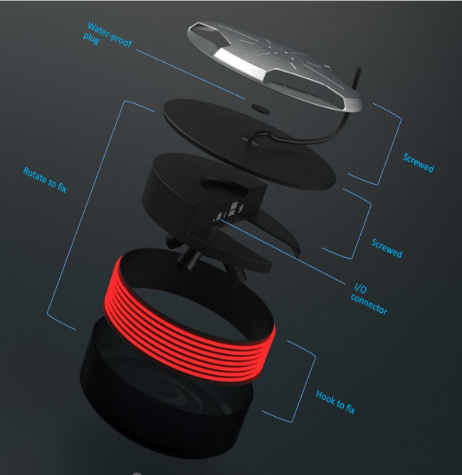 Water-proof
plug
Screwed
Rotate to fix
Screwed
I/O
connector
Hook to fix